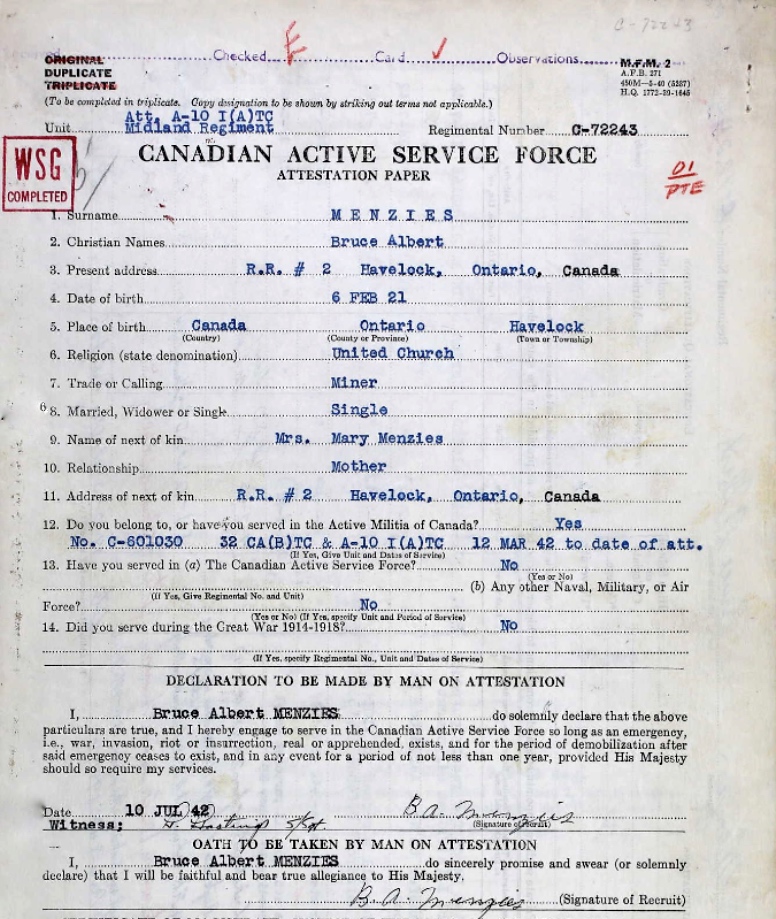 C-72243
Checked E Card ✓ Observations
ORIGINAL
DUPLICATE
TRIPLICATE
M.F.M. 2
A.F.B. 271
450M—5-40 (5287)
H.Q. 1772-39-1645
(To be completed in triplicate. Copy designation to be shown by striking out terms not applicable.)
Att. A-10 I(A)TC
Unit Midland Regiment Regimental Number C-72243
WSG
COMPLETED
CANADIAN ACTIVE SERVICE FORCE
ATTESTATION PAPER
01
PTE
1. Surname MENZIES
2. Christian Names Bruce Albert
3. Present address R.R. # 2 Havelock, Ontario, Canada
4. Date of birth 6 FEB 21
5. Place of birth Canada Ontario Havelock
(Country) (County or Province) (Town or Township)
6. Religion (state denomination) United Church
7. Trade or Calling Miner
6 8. Married, Widower or Single Single
9. Name of next of kin Mrs. Mary Menzies
10. Relationship Mother
11. Address of next of kin R.R. # 2 Havelock, Ontario, Canada
12. Do you belong to, or have you served in the Active Militia of Canada? Yes
No. C-601030 32 CA(B)TC & A-10 I(A)TC 12 MAR 42 to date of att.
(If Yes, Give Unit and Dates of Service)
13. Have you served in (a) The Canadian Active Service Force? No
(Yes or No)
(b) Any other Naval, Military, or Air
(If Yes, Give Regimental No. and Unit)
Force? No
(Yes or No) (If Yes, specify Unit and Period of Service)
14. Did you serve during the Great War 1914-1918? No
(If Yes, specify Regimental No., Unit and Dates of Service)
DECLARATION TO BE MADE BY MAN ON ATTESTATION
I, Bruce Albert MENZIES do solemnly declare that the above
particulars are true, and I hereby engage to serve in the Canadian Active Service Force so long as an emergency,
i.e., war, invasion, riot or insurrection, real or apprehended, exists, and for the period of demobilization after
said emergency ceases to exist, and in any event for a period of not less than one year, provided His Majesty
should so require my services.
Date 10 JUL 42 B A. Menzies
Witness; S/Sgt. (Signature of Recruit)
OATH TO BE TAKEN BY MAN ON ATTESTATION
I, Bruce Albert MENZIES do sincerely promise and swear (or solemnly
declare) that I will be faithful and bear true allegiance to His Majesty.
B. A. Menzies (Signature of Recruit)